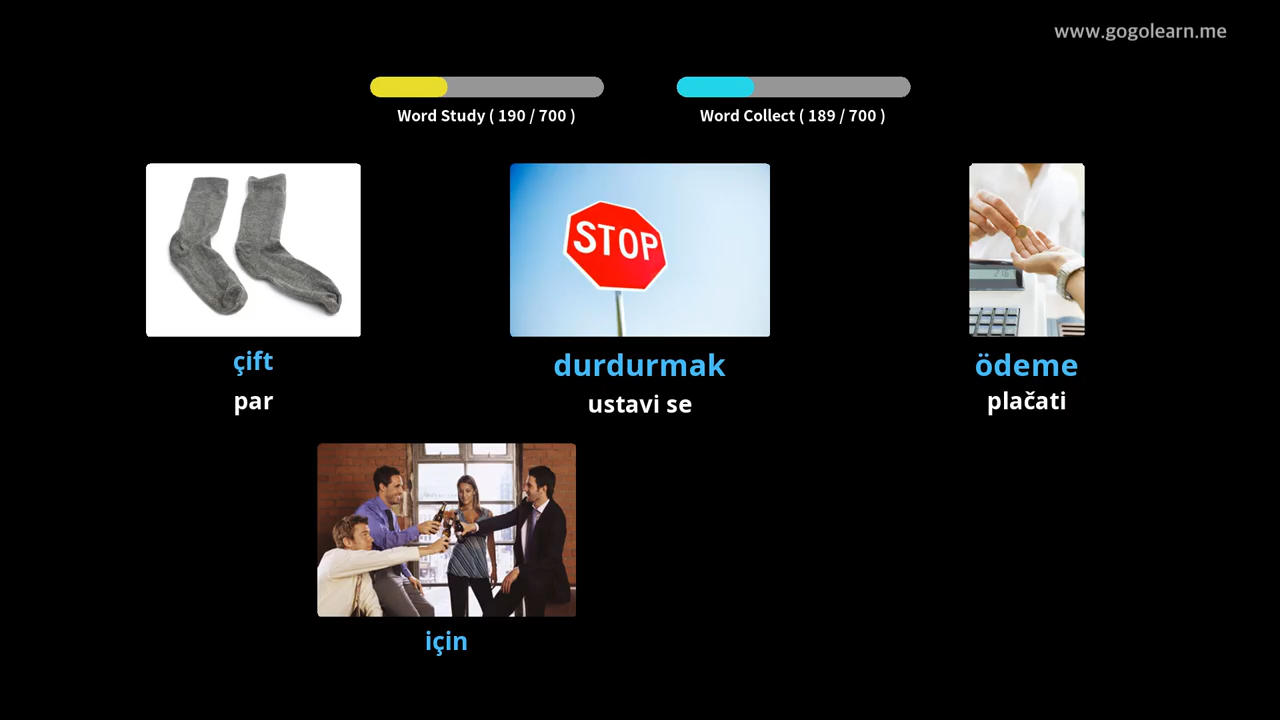 www.gogolearn.me
Word Study ( 190 / 700 )
Word Collect ( 189 / 700 )
STOP
çift
durdurmak
ödeme
par
ustavi se
plačati
için